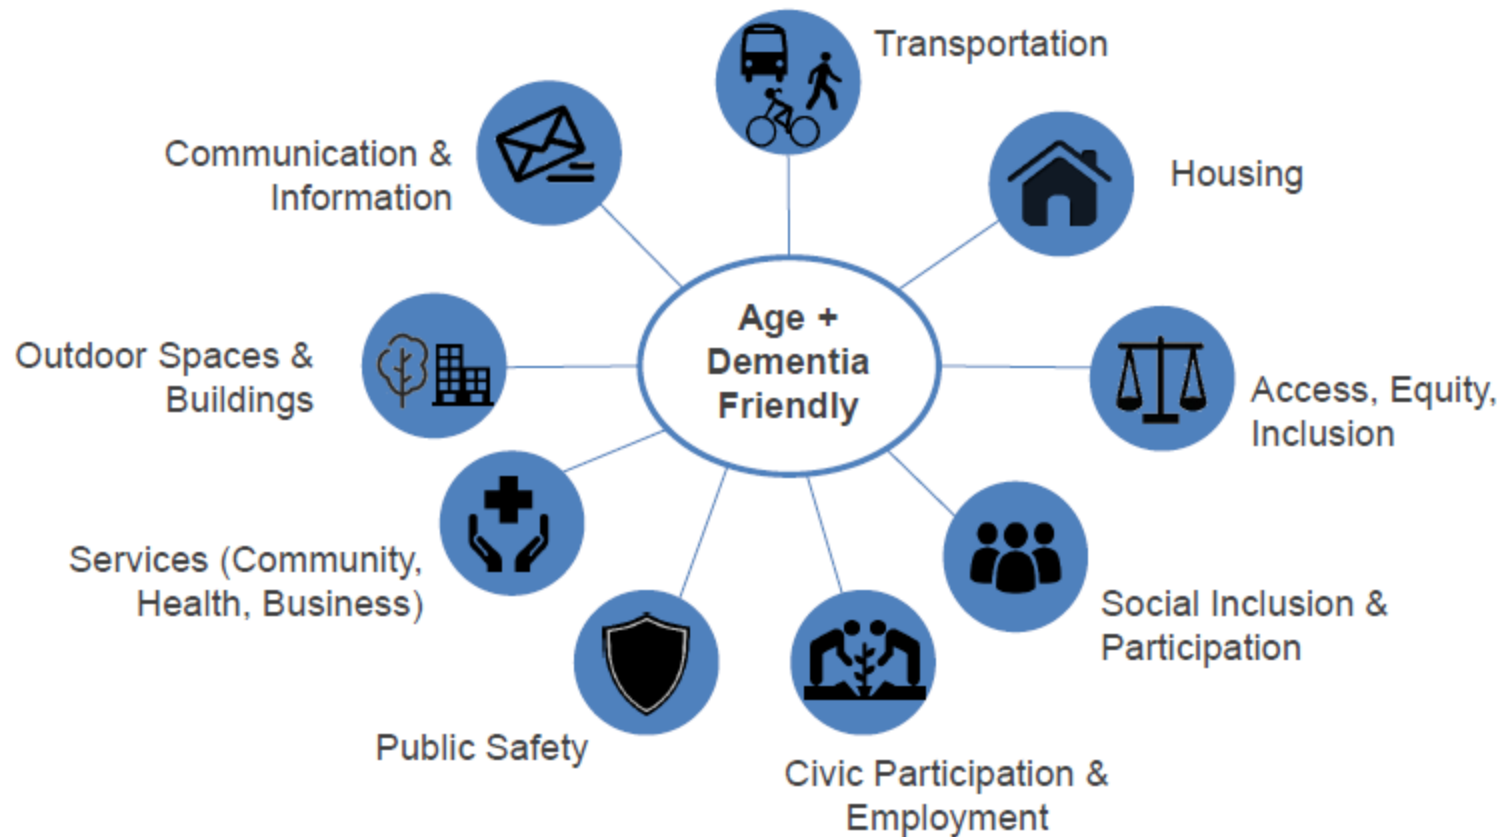 Transportation
Communication &
Information
Housing
Age +
Dementia
Friendly
Outdoor Spaces &
Buildings
Access, Equity,
Inclusion
Services (Community,
Health, Business)
Social Inclusion &
Participation
Public Safety
Civic Participation &
Employment